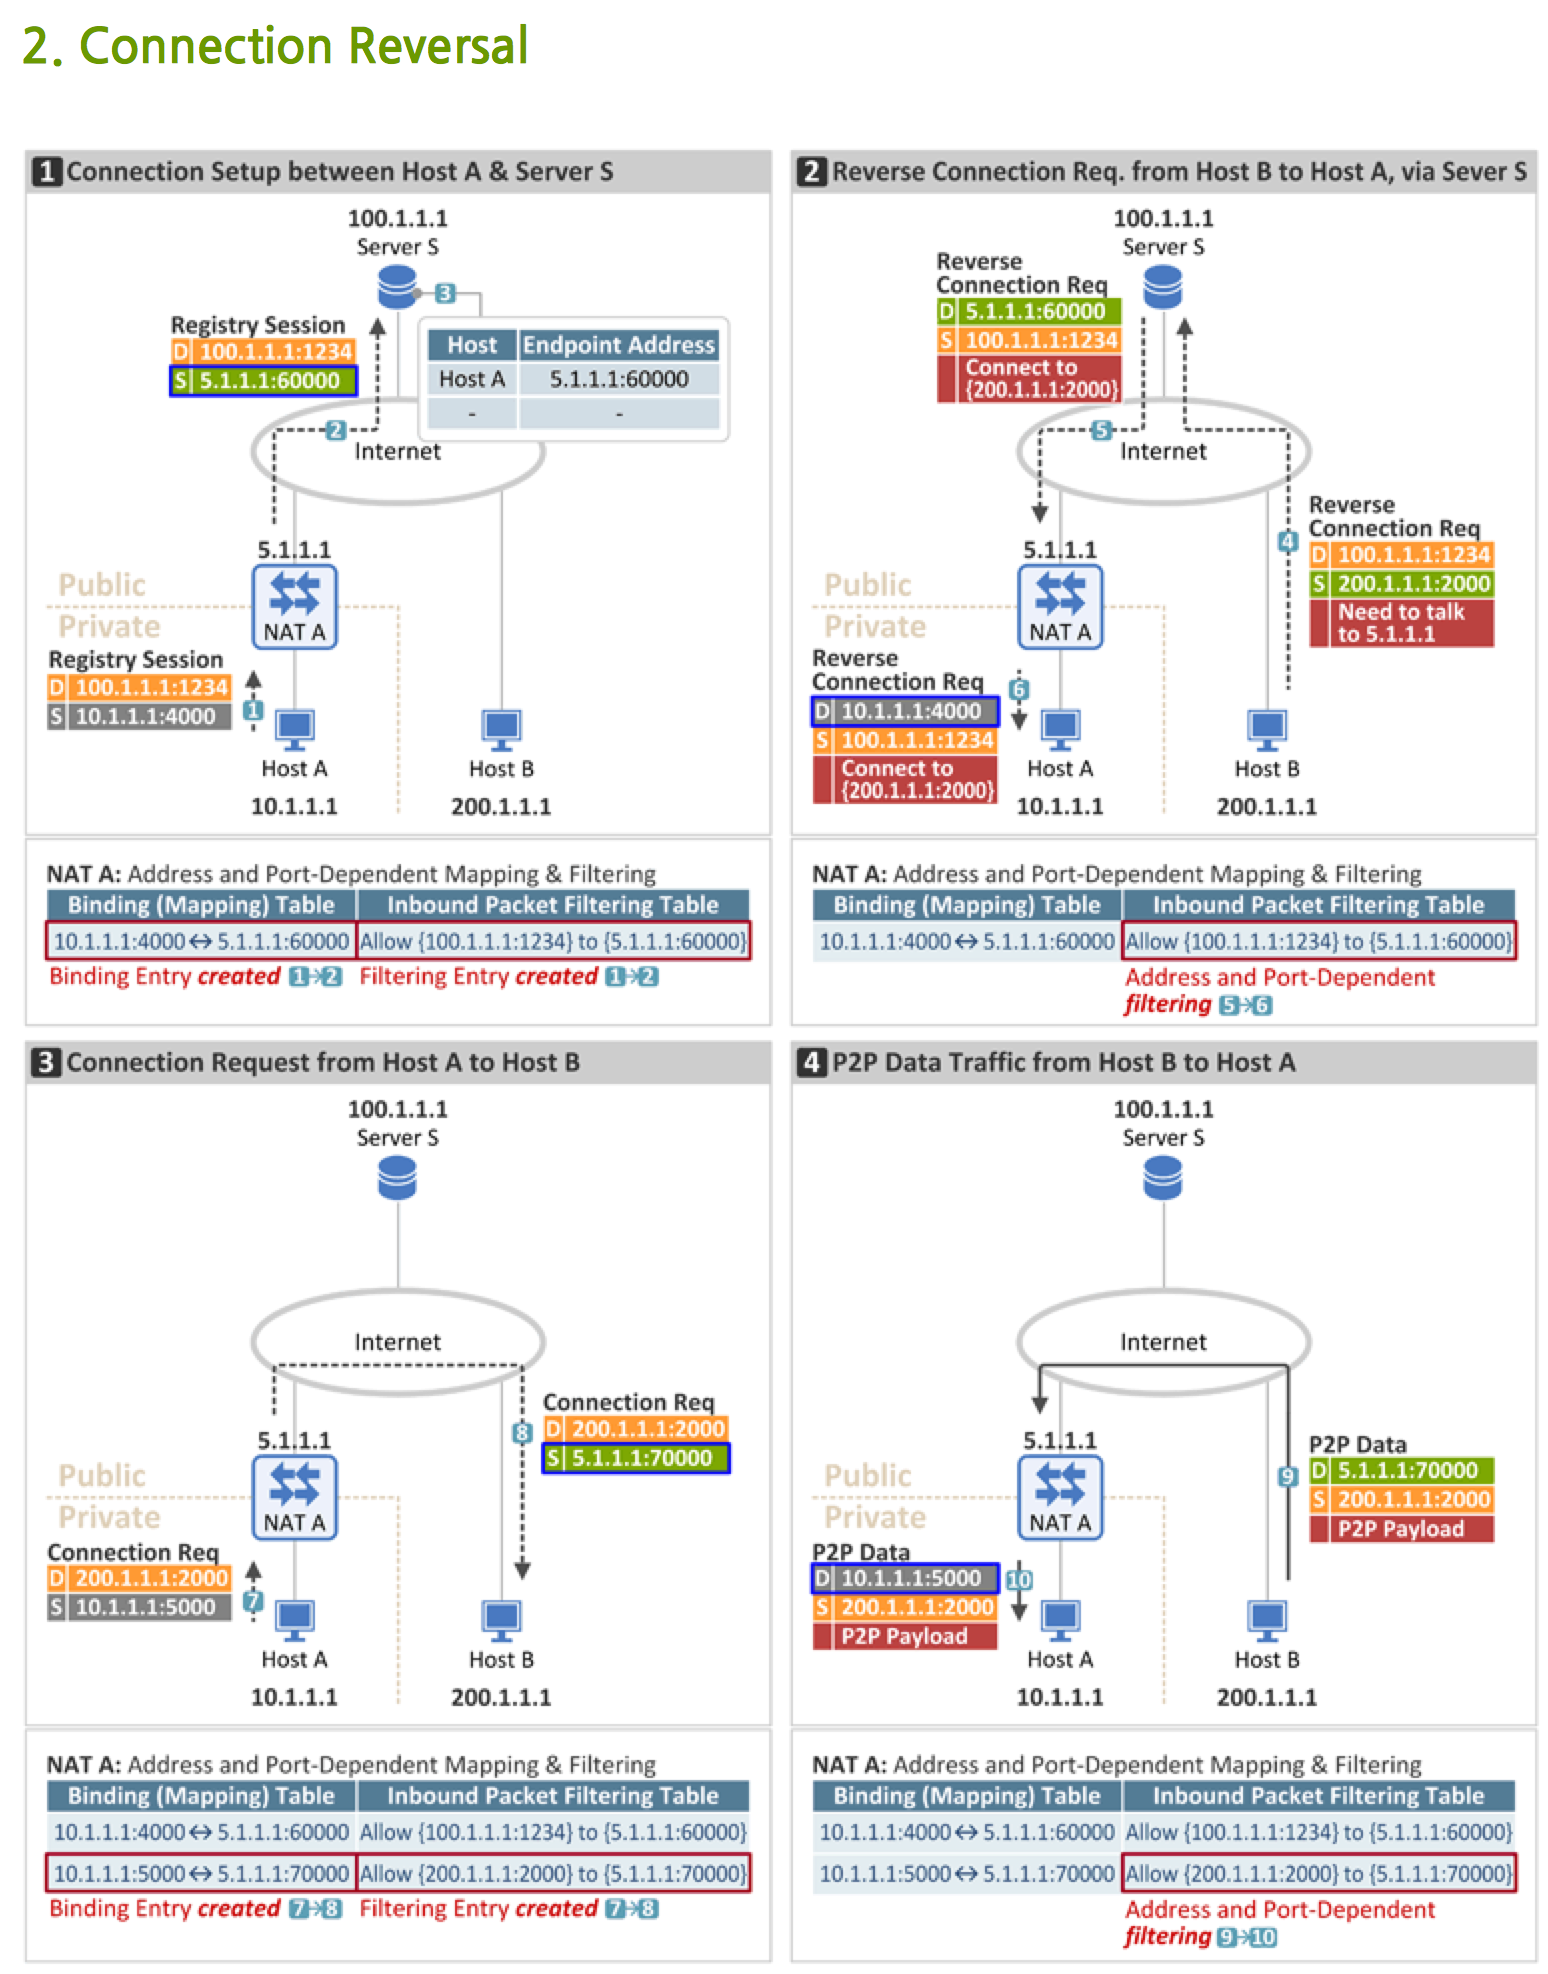 2. Connection Reversal
1 Connection Setup between Host A & Server S
100.1.1.1
Server S
3
Registry Session
D 100.1.1.1:1234
S 5.1.1.1:60000
Host Endpoint Address
Host A 5.1.1.1:60000
- -
2
Internet
5.1.1.1
Public
Private
NAT A
Registry Session
D 100.1.1.1:1234
S 10.1.1.1:4000
1
Host A
10.1.1.1
Host B
200.1.1.1
NAT A: Address and Port-Dependent Mapping & Filtering
Binding (Mapping) Table Inbound Packet Filtering Table
10.1.1.1:4000↔5.1.1.1:60000 Allow {100.1.1.1:1234} to {5.1.1.1:60000}
Binding Entry created 1→2 Filtering Entry created 1→2
2 Reverse Connection Req. from Host B to Host A, via Sever S
100.1.1.1
Server S
Reverse
Connection Req
D 5.1.1.1:60000
S 100.1.1.1:1234
Connect to
{200.1.1.1:2000}
5
Internet
Reverse
Connection Req
4
D 100.1.1.1:1234
S 200.1.1.1:2000
Need to talk
to 5.1.1.1
5.1.1.1
Public
Private
NAT A
Reverse
Connection Req
6
D 10.1.1.1:4000
S 100.1.1.1:1234
Connect to
{200.1.1.1:2000}
Host A
10.1.1.1
Host B
200.1.1.1
NAT A: Address and Port-Dependent Mapping & Filtering
Binding (Mapping) Table Inbound Packet Filtering Table
10.1.1.1:4000↔5.1.1.1:60000 Allow {100.1.1.1:1234} to {5.1.1.1:60000}
Address and Port-Dependent
filtering 5→6
3 Connection Request from Host A to Host B
100.1.1.1
Server S
Internet
Connection Req
8
D 200.1.1.1:2000
S 5.1.1.1:70000
5.1.1.1
Public
Private
NAT A
Connection Req
D 200.1.1.1:2000
S 10.1.1.1:5000
7
Host A
10.1.1.1
Host B
200.1.1.1
NAT A: Address and Port-Dependent Mapping & Filtering
Binding (Mapping) Table Inbound Packet Filtering Table
10.1.1.1:4000↔5.1.1.1:60000 Allow {100.1.1.1:1234} to {5.1.1.1:60000}
10.1.1.1:5000↔5.1.1.1:70000 Allow {200.1.1.1:2000} to {5.1.1.1:70000}
Binding Entry created 7→8 Filtering Entry created 7→8
4 P2P Data Traffic from Host B to Host A
100.1.1.1
Server S
Internet
5.1.1.1
P2P Data
9
D 5.1.1.1:70000
S 200.1.1.1:2000
P2P Payload
Public
Private
NAT A
P2P Data
D 10.1.1.1:5000
10
S 200.1.1.1:2000
P2P Payload
Host A
10.1.1.1
Host B
200.1.1.1
NAT A: Address and Port-Dependent Mapping & Filtering
Binding (Mapping) Table Inbound Packet Filtering Table
10.1.1.1:4000↔5.1.1.1:60000 Allow {100.1.1.1:1234} to {5.1.1.1:60000}
10.1.1.1:5000↔5.1.1.1:70000 Allow {200.1.1.1:2000} to {5.1.1.1:70000}
Address and Port-Dependent
filtering 9→10